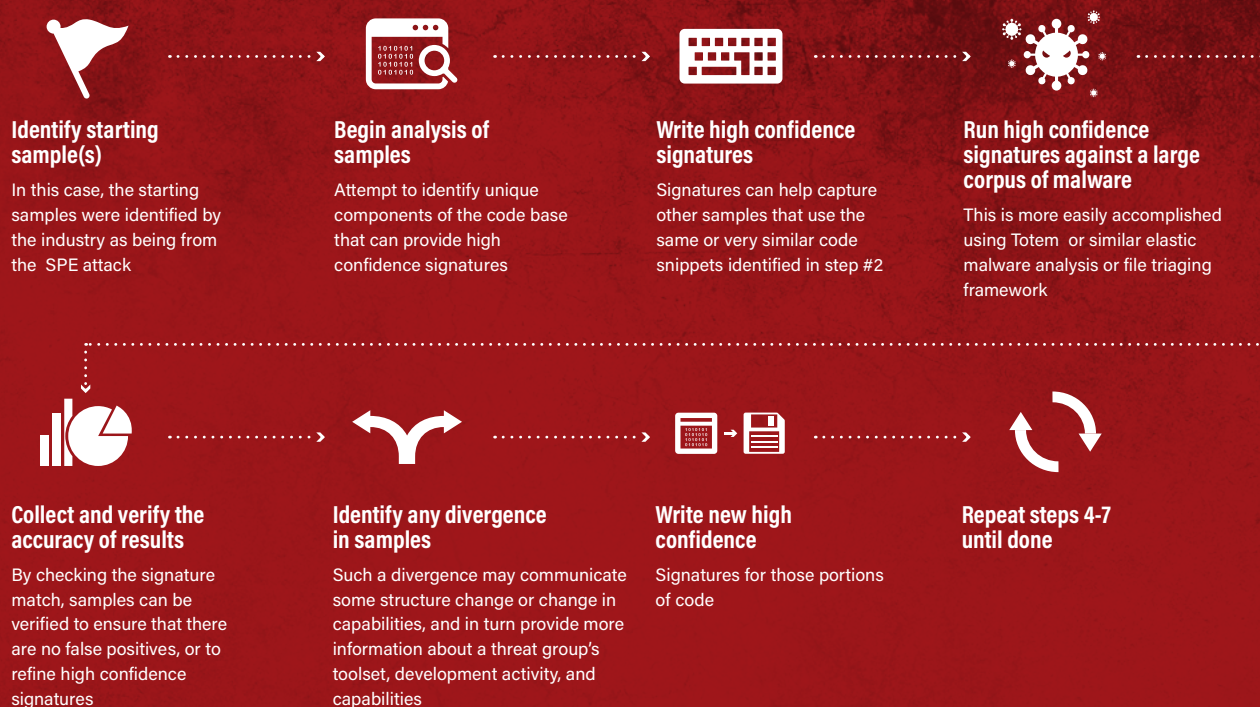 Identify starting
sample(s)
In this case, the starting
samples were identified by
the industry as being from
the SPE attack
Begin analysis of
samples
Attempt to identify unique
components of the code base
that can provide high
confidence signatures
Write high confidence
signatures
Signatures can help capture
other samples that use the
same or very similar code
snippets identified in step #2
Run high confidence
signatures against a large
corpus of malware
This is more easily accomplished
using Totem or similar elastic
malware analysis or file triaging
framework
Collect and verify the
accuracy of results
By checking the signature
match, samples can be
verified to ensure that there
are no false positives, or to
refine high confidence
signatures
Identify any divergence
in samples
Such a divergence may communicate
some structure change or change in
capabilities, and in turn provide more
information about a threat group's
toolset, development activity, and
capabilities
Write new high
confidence
Signatures for those portions
of code
Repeat steps 4-7
until done
1010101
0101010
1010101
0101010
1010101
0101010
1010101
0101010